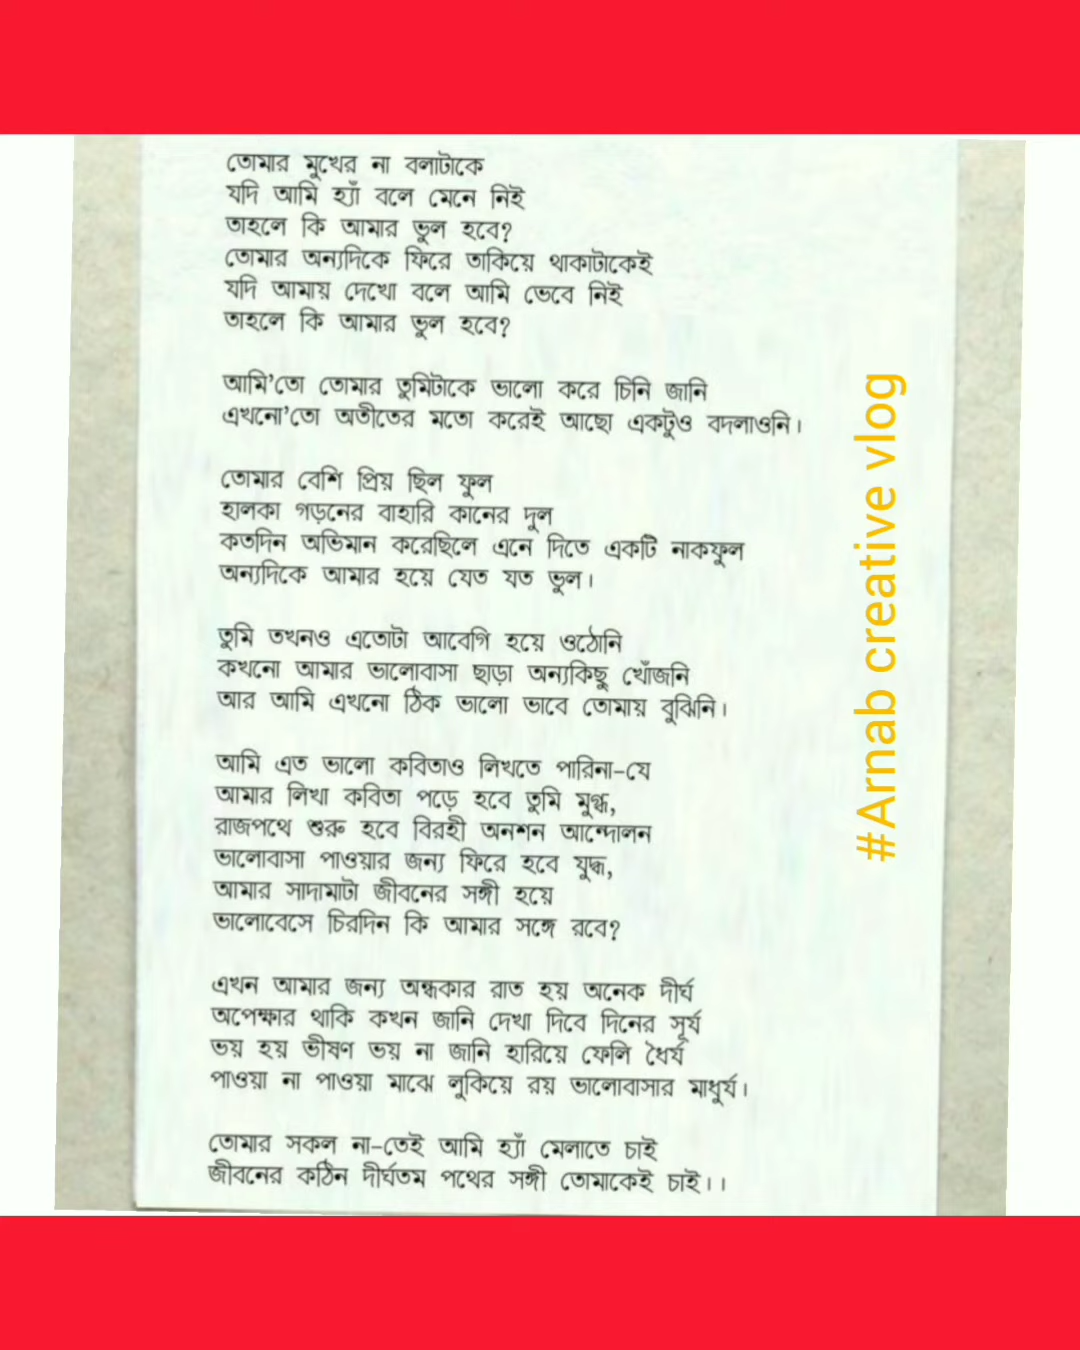 তোমার মুখের না বলাটাকে
যদি আমি হ্যাঁ বলে মেনে নিই
তাহলে কি আমার ভুল হবে?
তোমার অন্যদিকে ফিরে তাকিয়ে থাকাটাকেই
যদি আমায় দেখো বলে আমি ভেবে নিই
তাহলে কি আমার ভুল হবে?
আমি'তো তোমার তুমিটাকে ভালো করে চিনি জানি
এখনো'তো অতীতের মতো করেই আছো একটুও বদলাওনি।
তোমার বেশি প্রিয় ছিল ফুল
হালকা গড়নের বাহারি কানের দুল
কতদিন অভিমান করেছিলে এনে দিতে একটি নাকফুল
অন্যদিকে আমার হয়ে যেত যত ভুল।
তুমি তখনও এতোটা আবেগি হয়ে ওঠোনি
কখনো আমার ভালোবাসা ছাড়া অন্যকিছু খোঁজনি
আর আমি এখনো ঠিক ভালো ভাবে তোমায় বুঝিনি।
আমি এত ভালো কবিতাও লিখতে পারিনা-যে
আমার লিখা কবিতা পড়ে হবে তুমি মুগ্ধ,
রাজপথে শুরু হবে বিরহী অনশন আন্দোলন
ভালোবাসা পাওয়ার জন্য ফিরে হবে যুদ্ধ,
আমার সাদামাটা জীবনের সঙ্গী হয়ে
ভালোবেসে চিরদিন কি আমার সঙ্গে রবে?
এখন আমার জন্য অন্ধকার রাত হয় অনেক দীর্ঘ
অপেক্ষার থাকি কখন জানি দেখা দিবে দিনের সূর্য
ভয় হয় ভীষণ ভয় না জানি হারিয়ে ফেলি ধৈর্য
পাওয়া না পাওয়া মাঝে লুকিয়ে রয় ভালোবাসার মাধুর্য।
তোমার সকল না-তেই আমি হ্যাঁ মেলাতে চাই
জীবনের কঠিন দীর্ঘতম পথের সঙ্গী তোমাকেই চাই।।
#Arnab creative vlog